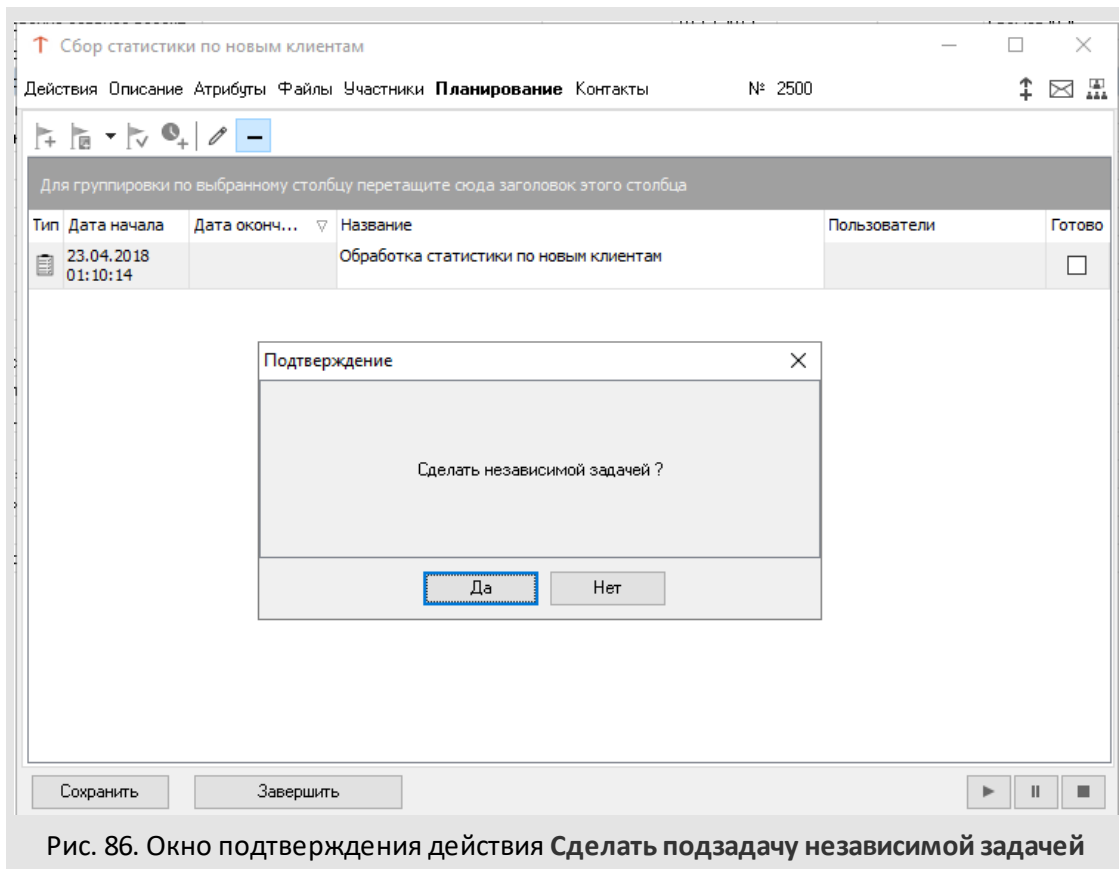 Сбор статистики по новым клиентам
Действия Описание Атрибуты Файлы Участники Планирование Контакты № 2500
Для группировки по выбранному столбцу перетащите сюда заголовок этого столбца
Тип Дата начала Дата оконч... Название Пользователи Готово
23.04.2018 Обработка статистики по новым клиентам
01:10:14
Подтверждение
Сделать независимой задачей ?
Да Нет
Сохранить Завершить
Рис. 86. Окно подтверждения действия Сделать подзадачу независимой задачей